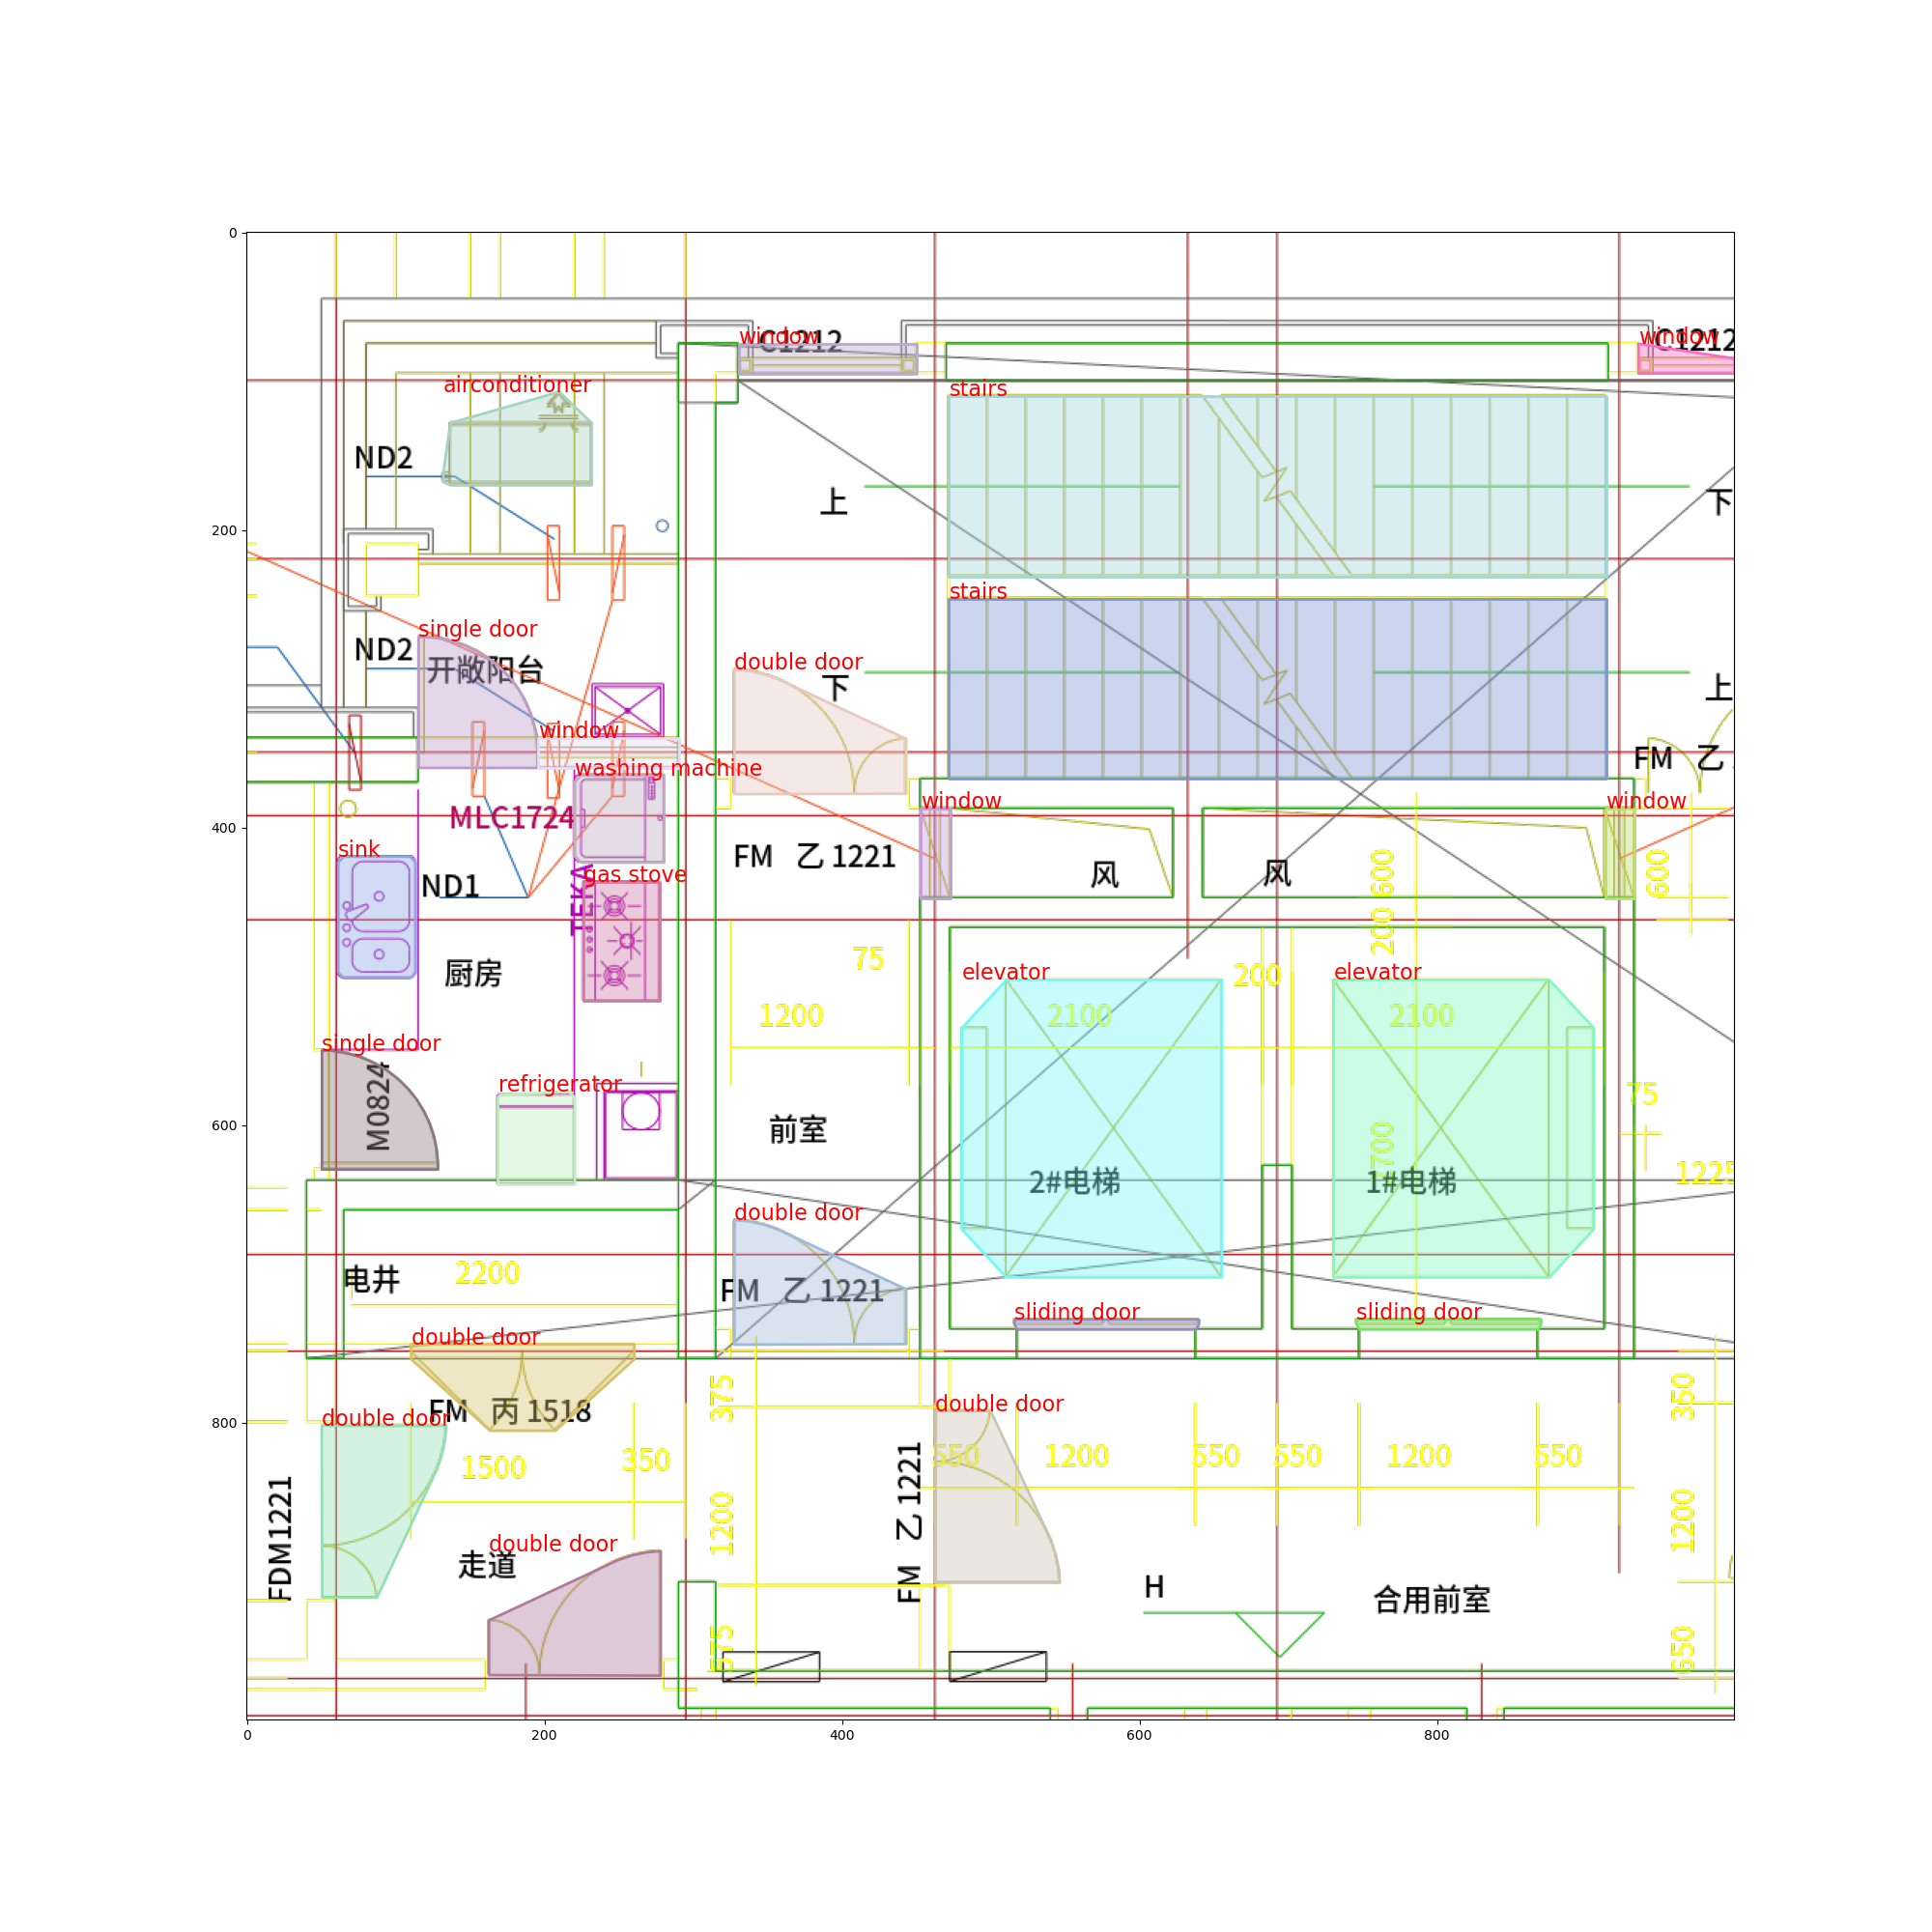 0
window
C1212
window
C1212
airconditioner
stairs
ND2
上
下
200
stairs
single door
ND2
开敞阳台
double door
下
上
window
FM 乙
washing machine
window
window
MLC1724
400
sink
FM 乙 1221
风
风
600
600
gas stove
ND1
TEKA
200
75
厨房
elevator
200
elevator
1200
2100
2100
single door
M0824
refrigerator
75
600
前室
1700
2#电梯
1#电梯
1225
double door
电井
2200
FM 乙 1221
sliding door
sliding door
double door
375
350
double door
FM 丙 1518
double door
800
550
1200
550
550
1200
550
1500
350
FDM1221
FM 乙 1221
1200
1200
double door
走道
H
合用前室
575
650
0
200
400
600
800